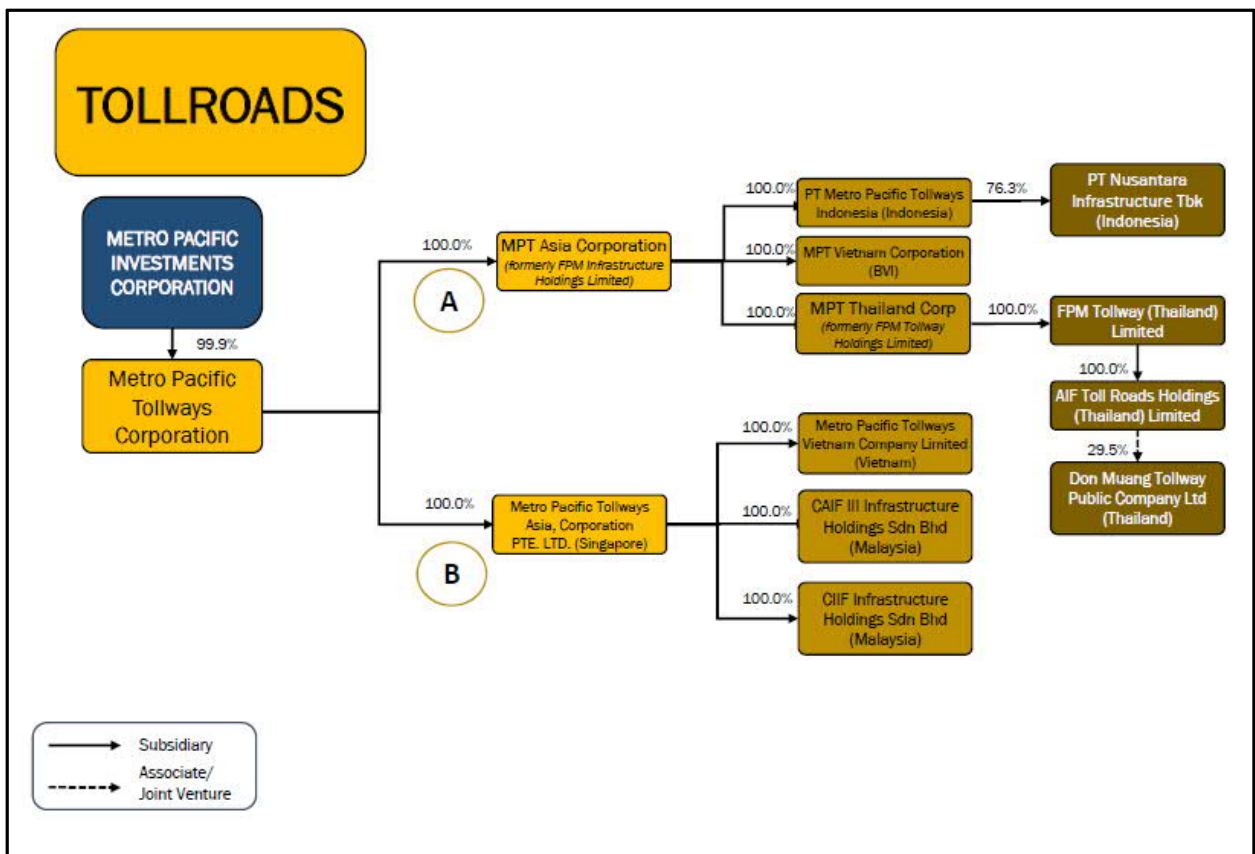 TOLLROADS
METRO PACIFIC
INVESTMENTS
CORPORATION
99.9%
Metro Pacific
Tollways
Corporation
100.0%
A
MPT Asia Corporation
(formerly FPM Infrastructure
Holdings Limited)
100.0%
PT Metro Pacific Tollways
Indonesia (Indonesia)
76.3%
PT Nusantara
Infrastructure Tbk
(Indonesia)
100.0%
MPT Vietnam Corporation
(BVI)
100.0%
MPT Thailand Corp
(formerly FPM Tollway
Holdings Limited)
100.0%
FPM Tollway (Thailand)
Limited
100.0%
AIF Toll Roads Holdings
(Thailand) Limited
29.5%
Don Muang Tollway
Public Company Ltd
(Thailand)
100.0%
B
Metro Pacific Tollways
Asia, Corporation
PTE. LTD. (Singapore)
100.0%
Metro Pacific Tollways
Vietnam Company Limited
(Vietnam)
100.0%
CAIF III Infrastructure
Holdings Sdn Bhd
(Malaysia)
100.0%
CIIF Infrastructure
Holdings Sdn Bhd
(Malaysia)
Subsidiary
Associate/
Joint Venture